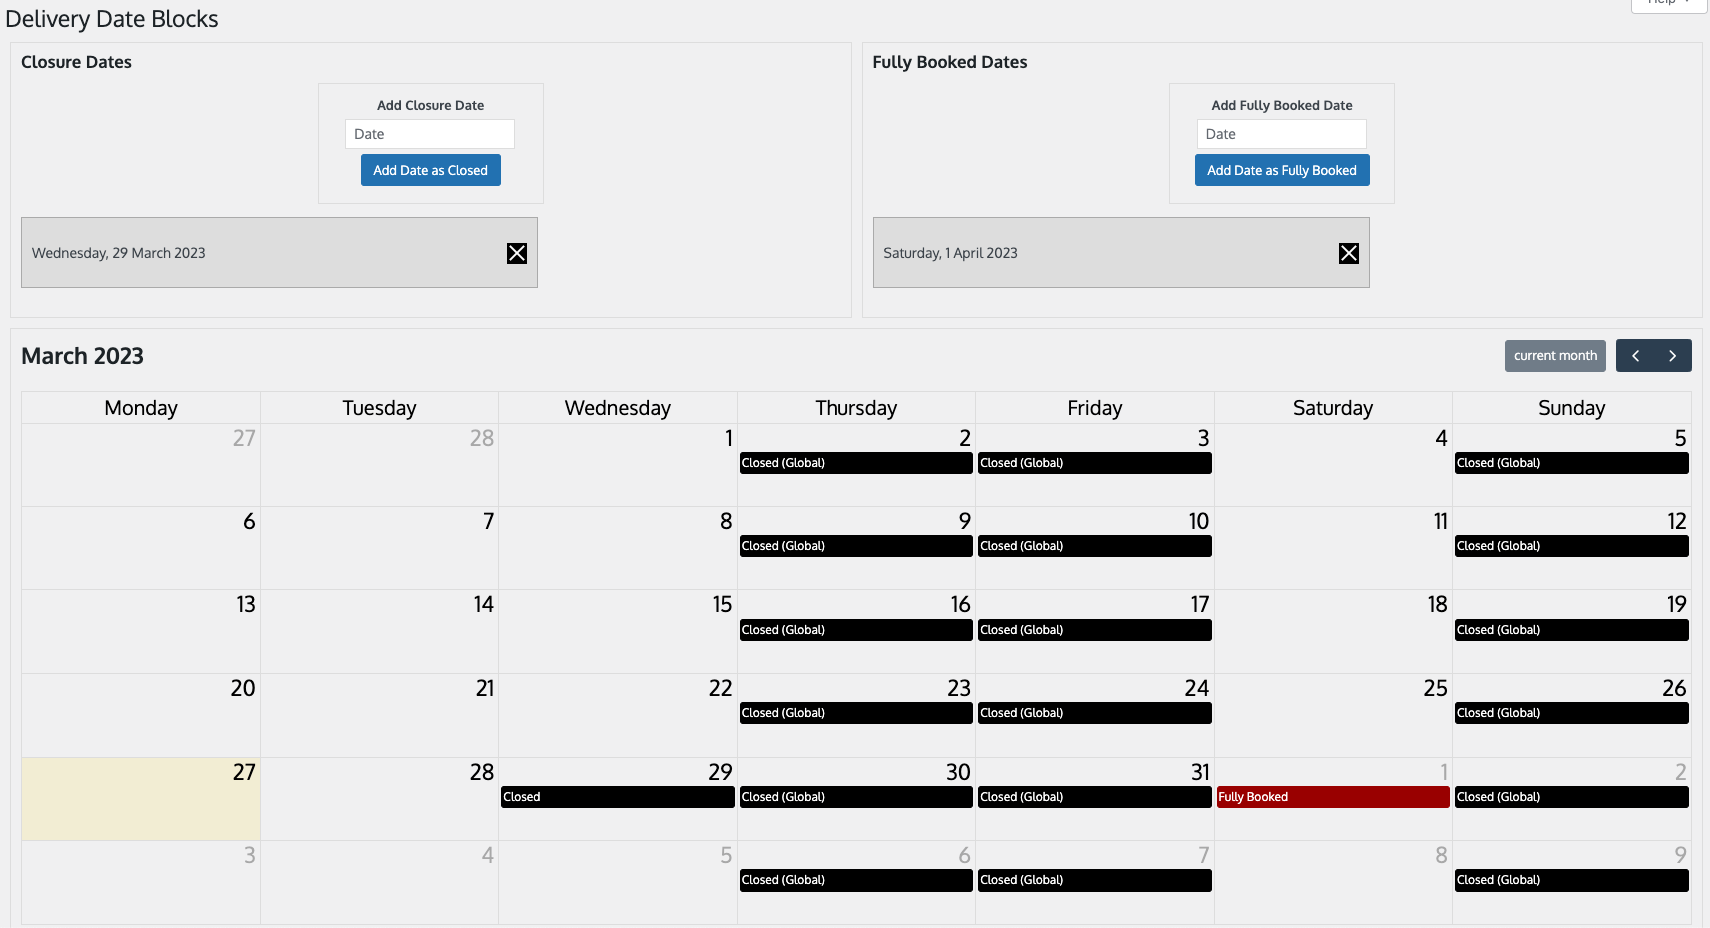 Help
Delivery Date Blocks
Closure Dates
Add Closure Date
Date
Add Date as Closed
Wednesday, 29 March 2023
Fully Booked Dates
Add Fully Booked Date
Date
Add Date as Fully Booked
Saturday, 1 April 2023
March 2023
current month
Monday Tuesday Wednesday Thursday Friday Saturday Sunday
27 28 1 2 3 4 5
Closed (Global) Closed (Global) Closed (Global)
6 7 8 9 10 11 12
Closed (Global) Closed (Global) Closed (Global)
13 14 15 16 17 18 19
Closed (Global) Closed (Global) Closed (Global)
20 21 22 23 24 25 26
Closed (Global) Closed (Global) Closed (Global)
27 28 29 30 31 1 2
Closed Closed (Global) Closed (Global) Fully Booked Closed (Global)
3 4 5 6 7 8 9
Closed (Global) Closed (Global) Closed (Global)